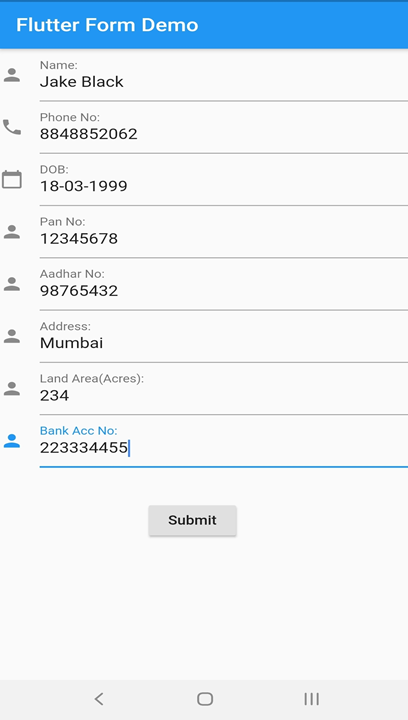 Flutter Form Demo
Name:
Jake Black
Phone No:
8848852062
DOB:
18-03-1999
Pan No:
12345678
Aadhar No:
98765432
Address:
Mumbai
Land Area(Acres):
234
Bank Acc No:
223334455
Submit